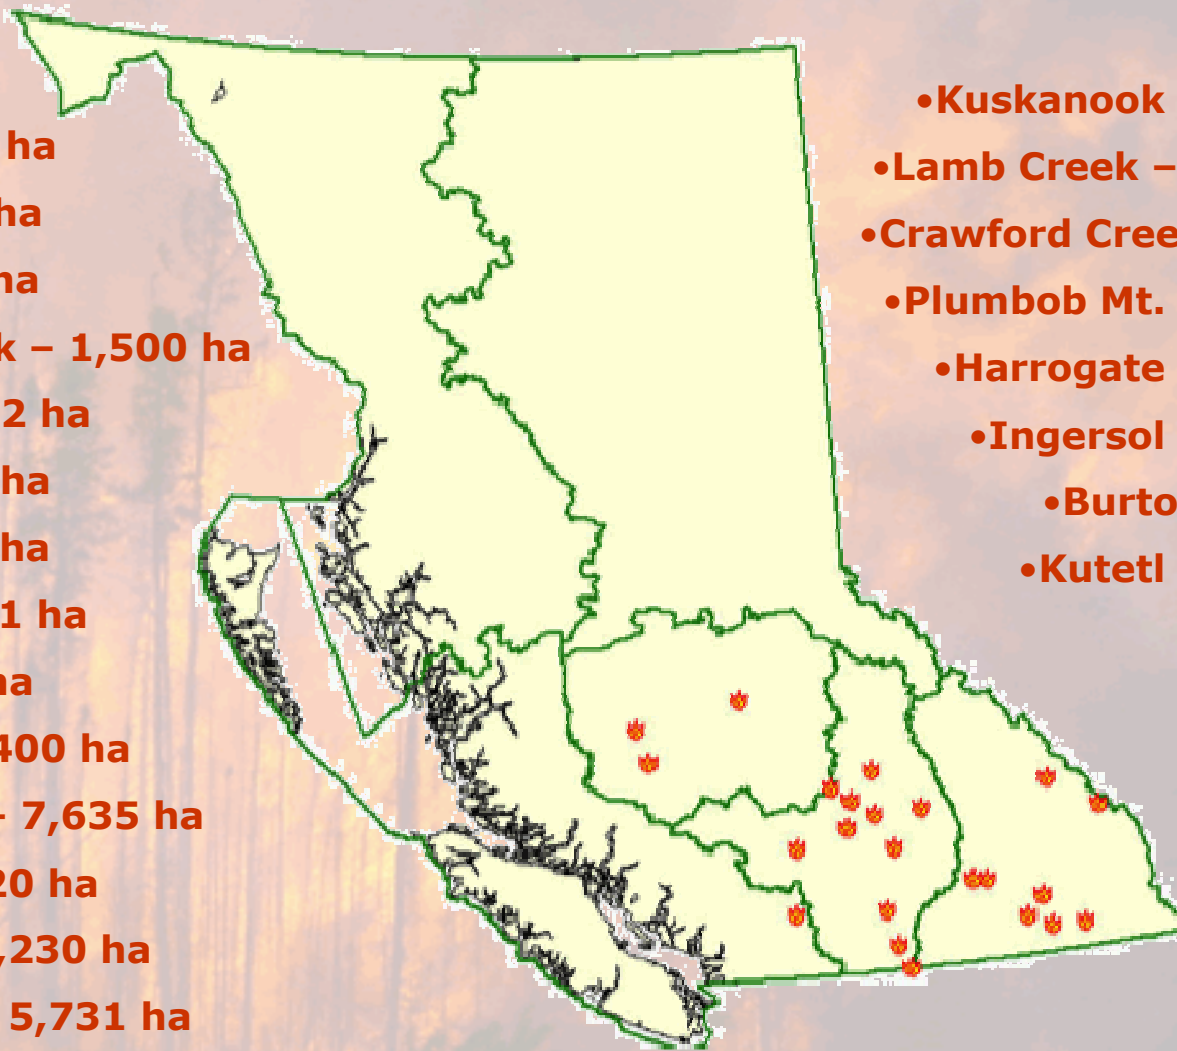 ha
ha
ha
k – 1,500 ha
2 ha
ha
ha
1 ha
ha
400 ha
– 7,635 ha
20 ha
,230 ha
5,731 ha
•Kuskanook
•Lamb Creek –
•Crawford Cree
•Plumbob Mt.
•Harrogate
•Ingersol
•Burto
•Kutetl